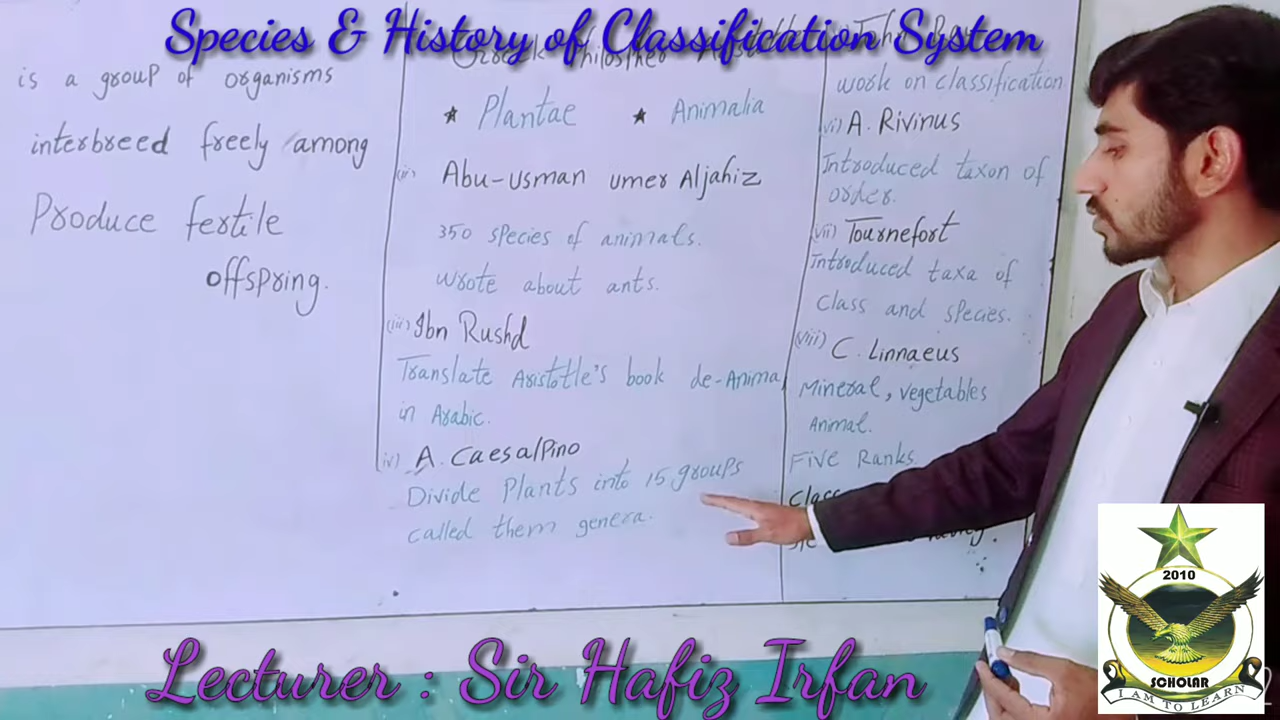 Species & History of Classification System
is a group of organisms
interbreed freely among
Produce fertile
offspring.
Greek
* Plantae * Animalia
(ii) Abu-usman umer Aljahiz
350 species of animals.
wrote about ants.
(iii) Ibn Rushd
Translate Aristotle's book de-Anima
in Arabic.
iv) A. Caesalpino
Divide Plants into 15 groups
called them genera.
work on classification
vi) A. Rivinus
Introduced taxon of
order.
(vii) Tournefort
Introduced taxa of
Class and species.
(viii) C. Linnaeus
Mineral, vegetables
Animal.
Five Ranks
Class
Lecturer : Sir Hafiz Irfan
2010
SCHOLAR
I AM TO LEARN